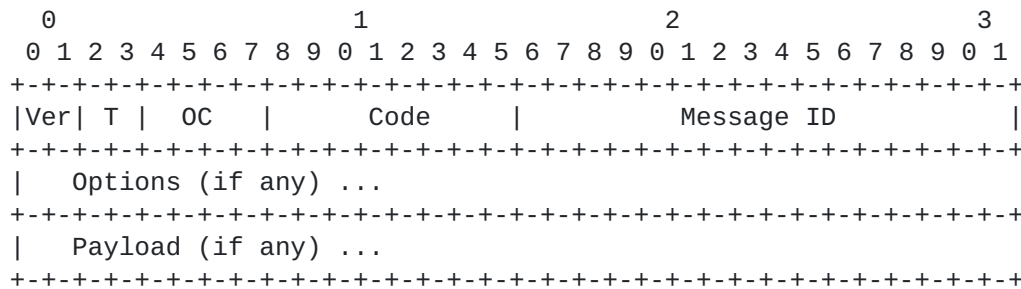 0                   1                   2                   3
 0 1 2 3 4 5 6 7 8 9 0 1 2 3 4 5 6 7 8 9 0 1 2 3 4 5 6 7 8 9 0 1
+-+-+-+-+-+-+-+-+-+-+-+-+-+-+-+-+-+-+-+-+-+-+-+-+-+-+-+-+-+-+-+-+
|Ver| T |  OC   |      Code     |          Message ID           |
+-+-+-+-+-+-+-+-+-+-+-+-+-+-+-+-+-+-+-+-+-+-+-+-+-+-+-+-+-+-+-+-+
|   Options (if any) ...
+-+-+-+-+-+-+-+-+-+-+-+-+-+-+-+-+-+-+-+-+-+-+-+-+-+-+-+-+-+-+-+-+
|   Payload (if any) ...
+-+-+-+-+-+-+-+-+-+-+-+-+-+-+-+-+-+-+-+-+-+-+-+-+-+-+-+-+-+-+-+-+